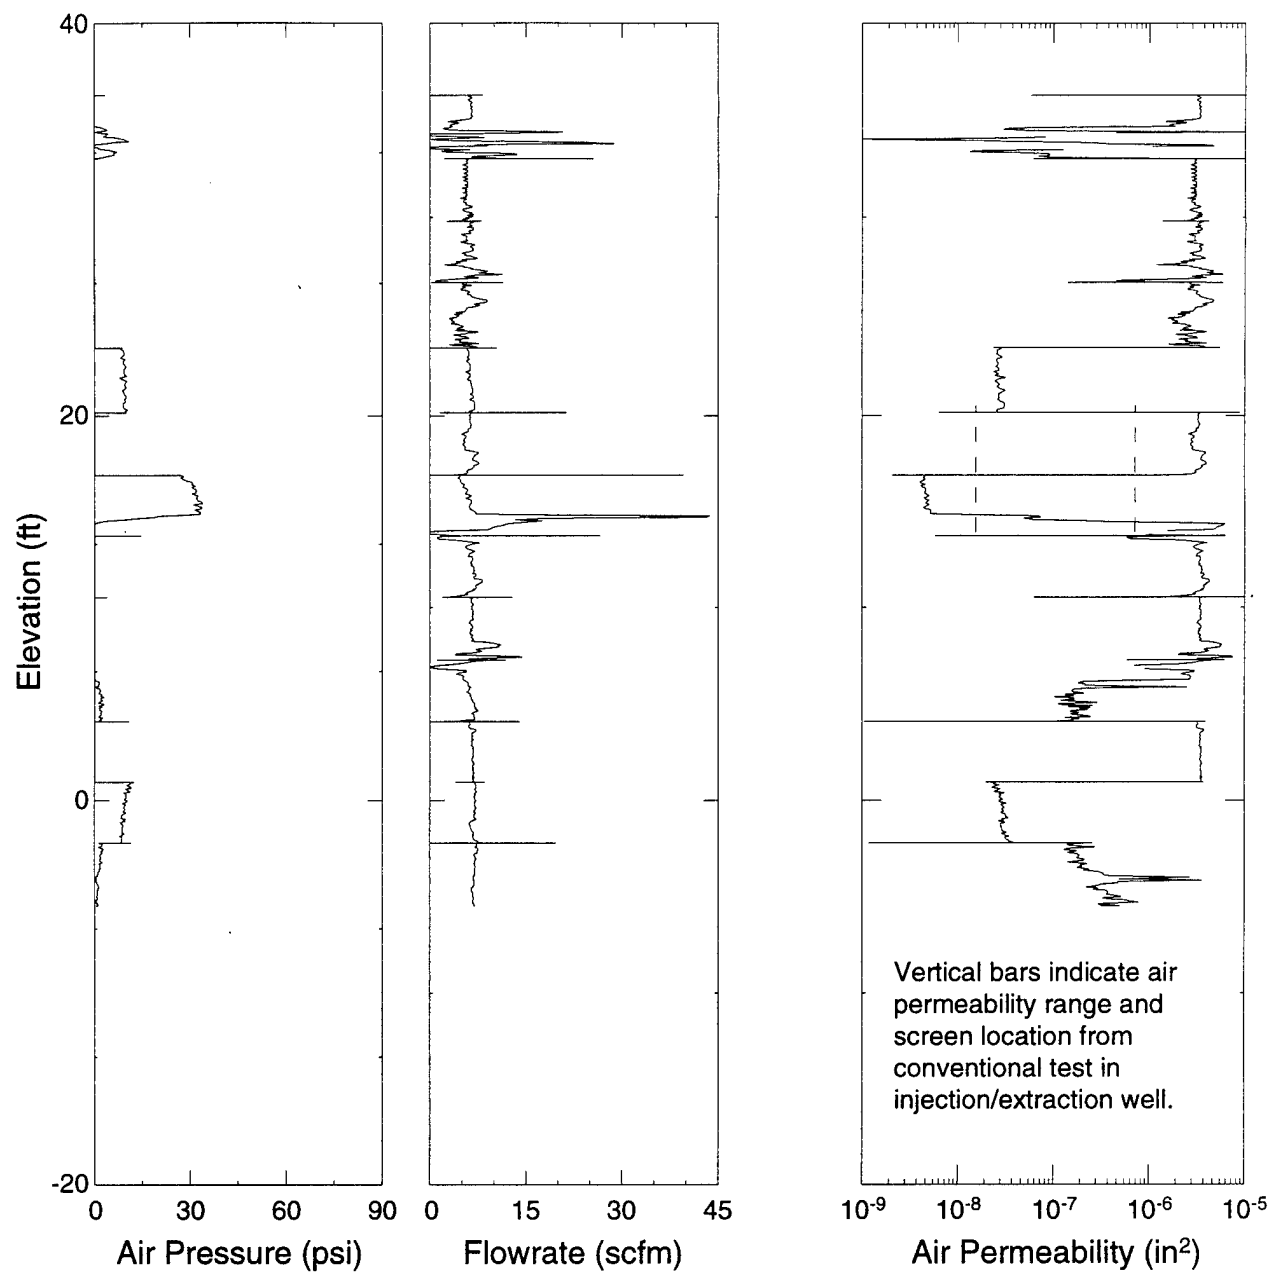 40
20
0
-20
Elevation (ft)
0 30 60 90
Air Pressure (psi)
0 15 30 45
Flowrate (scfm)
Vertical bars indicate air
permeability range and
screen location from
conventional test in
injection/extraction well.
10-9 10-8 10-7 10-6 10-5
Air Permeability (in2)